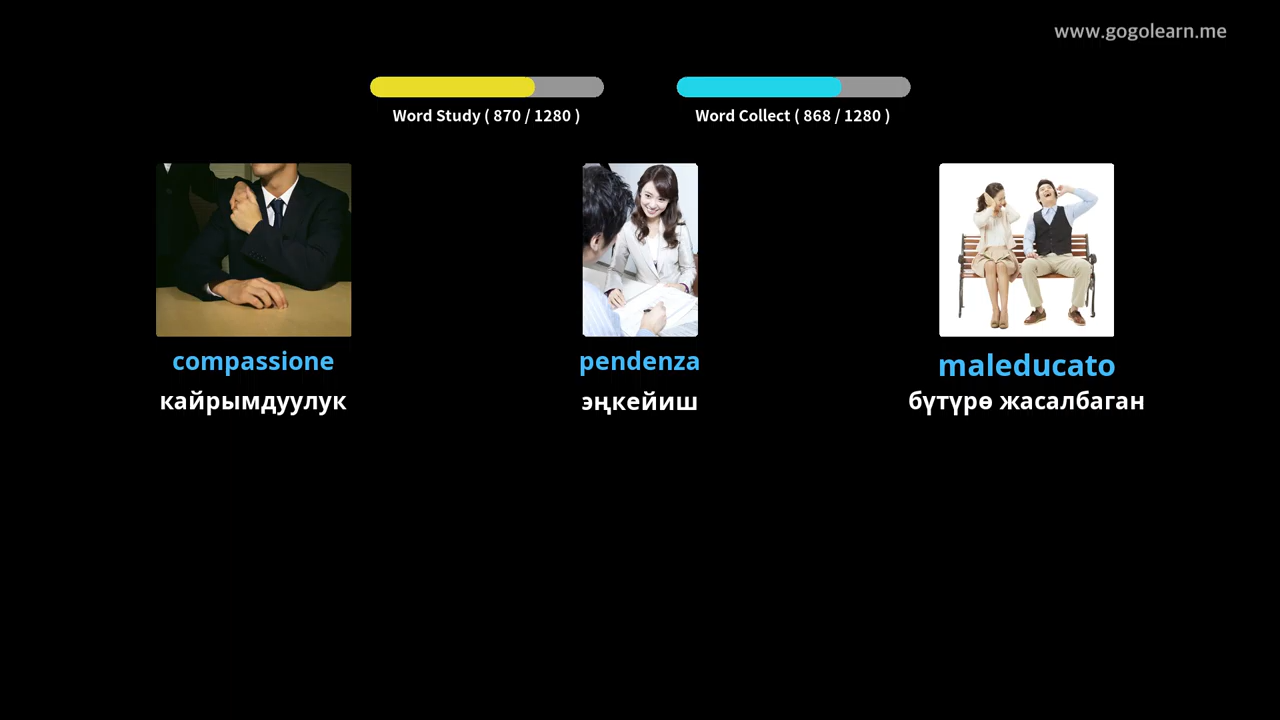 www.gogolearn.me
Word Study ( 870 / 1280 )
Word Collect ( 868 / 1280 )
compassione
кайрымдуулук
pendenza
эңкейиш
maleducato
бүтүрө жасалбаган